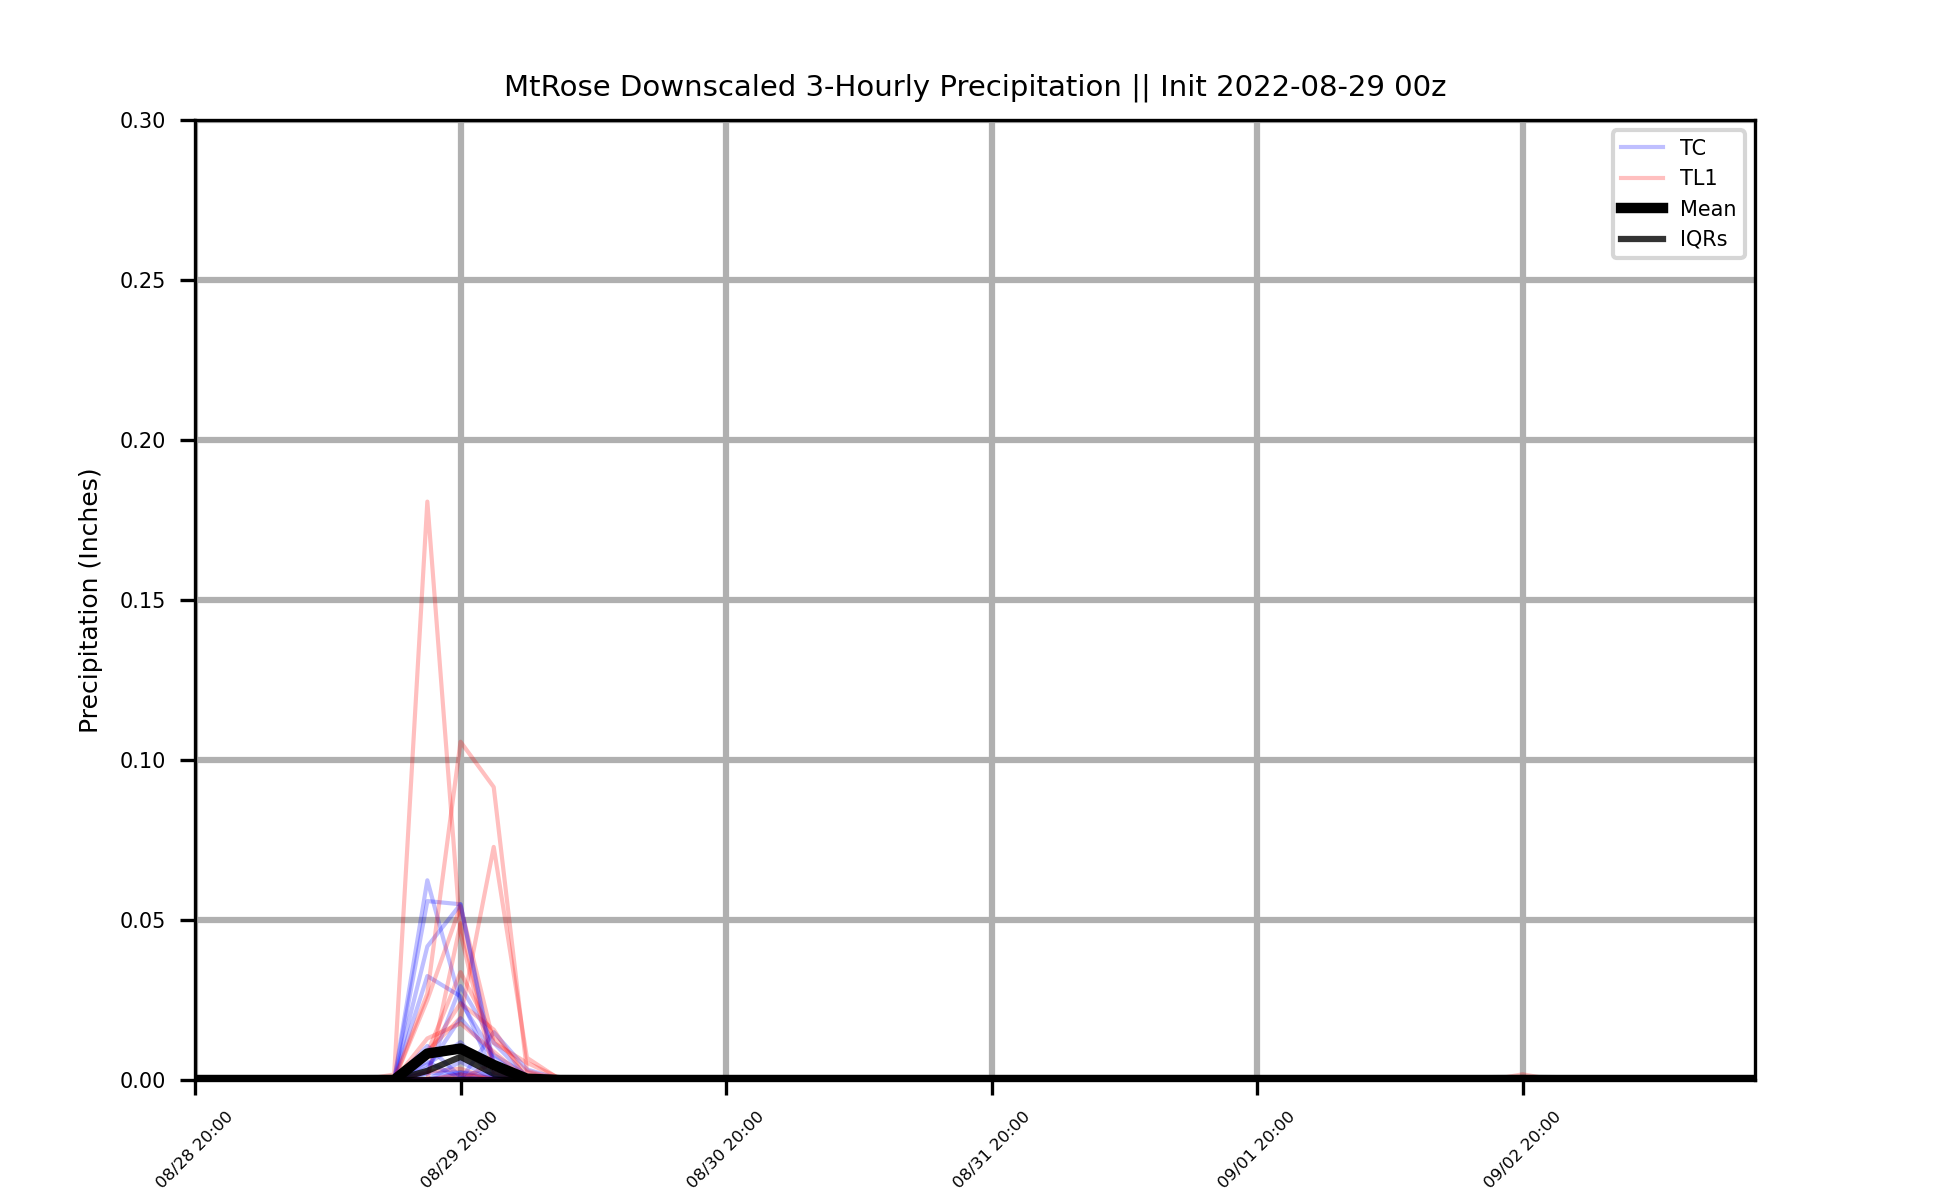 MtRose Downscaled 3-Hourly Precipitation || Init 2022-08-29 00z
TC
TL1
Mean
IQRs
Precipitation (Inches)
0.30
0.25
0.20
0.15
0.10
0.05
0.00
08/28 20:00
08/29 20:00
08/30 20:00
08/31 20:00
09/01 20:00
09/02 20:00